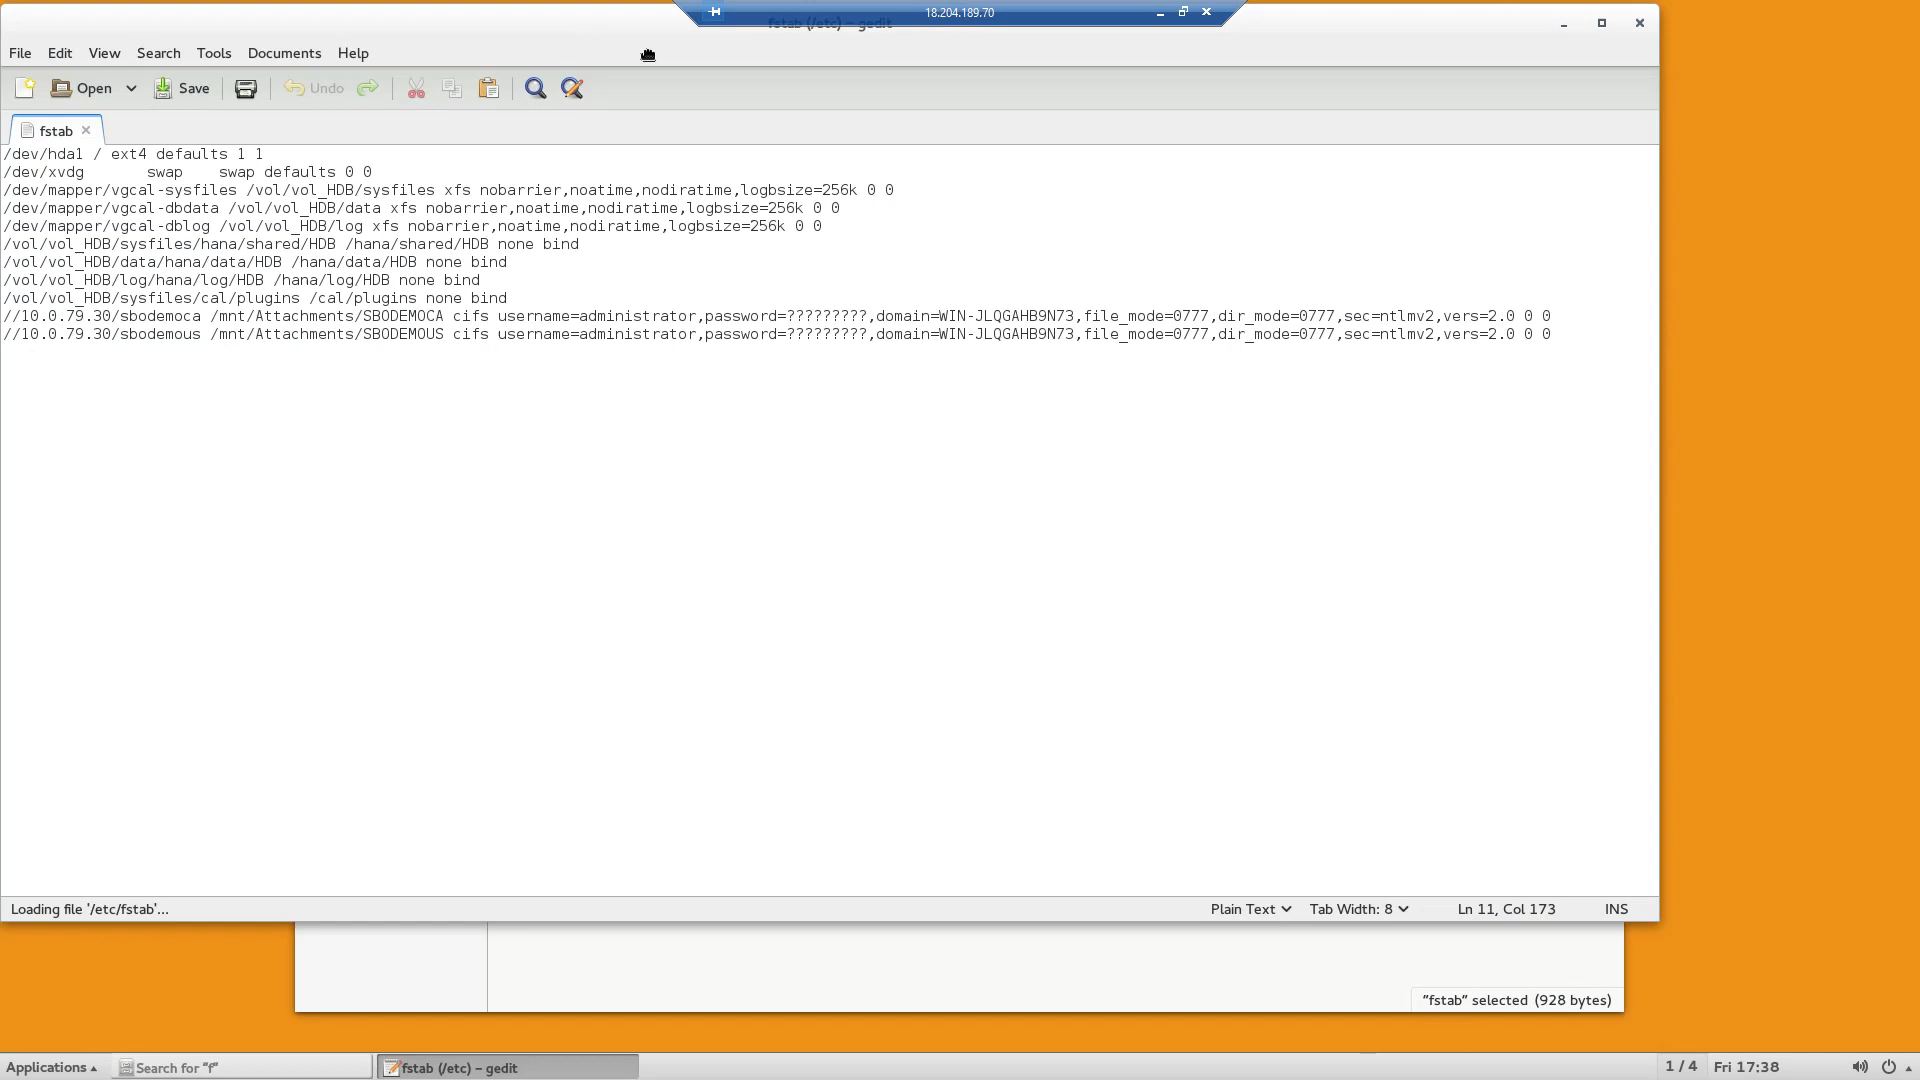 18.204.189.70
fstab (/etc) – gedit
File Edit View Search Tools Documents Help
Open Save Undo
fstab
/dev/hda1 / ext4 defaults 1 1
/dev/xvdg       swap    swap defaults 0 0
/dev/mapper/vgcal-sysfiles /vol/vol_HDB/sysfiles xfs nobarrier,noatime,nodiratime,logbsize=256k 0 0
/dev/mapper/vgcal-dbdata /vol/vol_HDB/data xfs nobarrier,noatime,nodiratime,logbsize=256k 0 0
/dev/mapper/vgcal-dblog /vol/vol_HDB/log xfs nobarrier,noatime,nodiratime,logbsize=256k 0 0
/vol/vol_HDB/sysfiles/hana/shared/HDB /hana/shared/HDB none bind
/vol/vol_HDB/data/hana/data/HDB /hana/data/HDB none bind
/vol/vol_HDB/log/hana/log/HDB /hana/log/HDB none bind
/vol/vol_HDB/sysfiles/cal/plugins /cal/plugins none bind
//10.0.79.30/sbodemoca /mnt/Attachments/SBODEMOCA cifs username=administrator,password=?????????,domain=WIN-JLQGAHB9N73,file_mode=0777,dir_mode=0777,sec=ntlmv2,vers=2.0 0 0
//10.0.79.30/sbodemous /mnt/Attachments/SBODEMOUS cifs username=administrator,password=?????????,domain=WIN-JLQGAHB9N73,file_mode=0777,dir_mode=0777,sec=ntlmv2,vers=2.0 0 0
Loading file '/etc/fstab'... Plain Text Tab Width: 8 Ln 11, Col 173 INS
"fstab" selected (928 bytes)
Applications Search for "f" fstab (/etc) – gedit 1 / 4 Fri 17:38